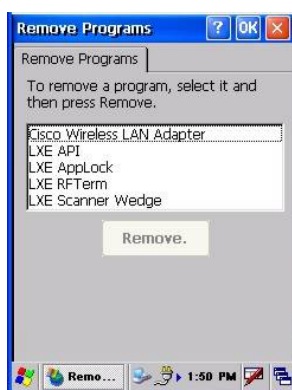 Remove Programs ? OK ×
Remove Programs
To remove a program, select it and
then press Remove.
Cisco Wireless LAN Adapter
LXE API
LXE AppLock
LXE RFTerm
LXE Scanner Wedge
Remove.
Remo... 1:50 PM